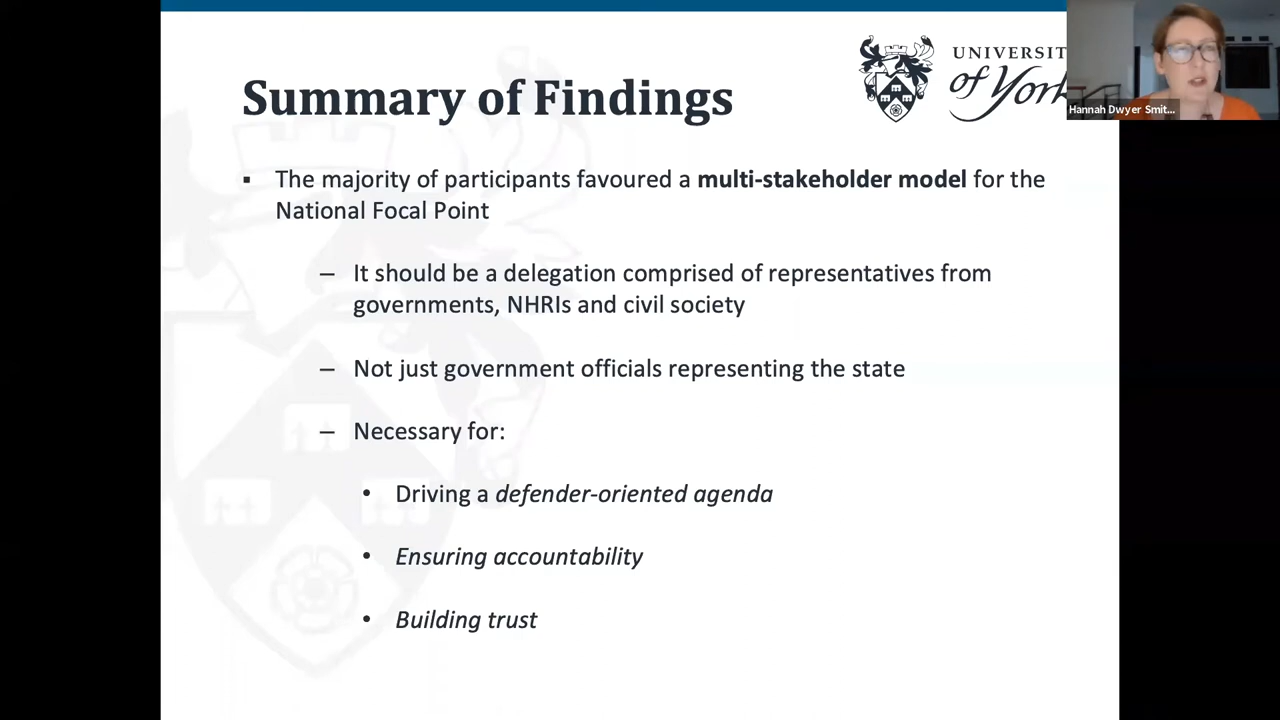 UNIVERSIT
of York
Hannah Dwyer Smit...
Summary of Findings
▪ The majority of participants favoured a multi-stakeholder model for the
National Focal Point
– It should be a delegation comprised of representatives from
governments, NHRIs and civil society
– Not just government officials representing the state
– Necessary for:
• Driving a defender-oriented agenda
• Ensuring accountability
• Building trust